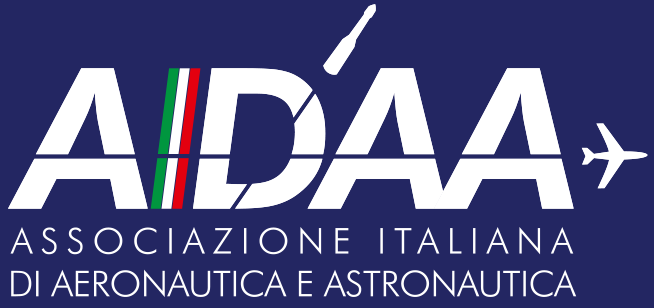 AIDAA
ASSOCIAZIONE ITALIANA
DI AERONAUTICA E ASTRONAUTICA